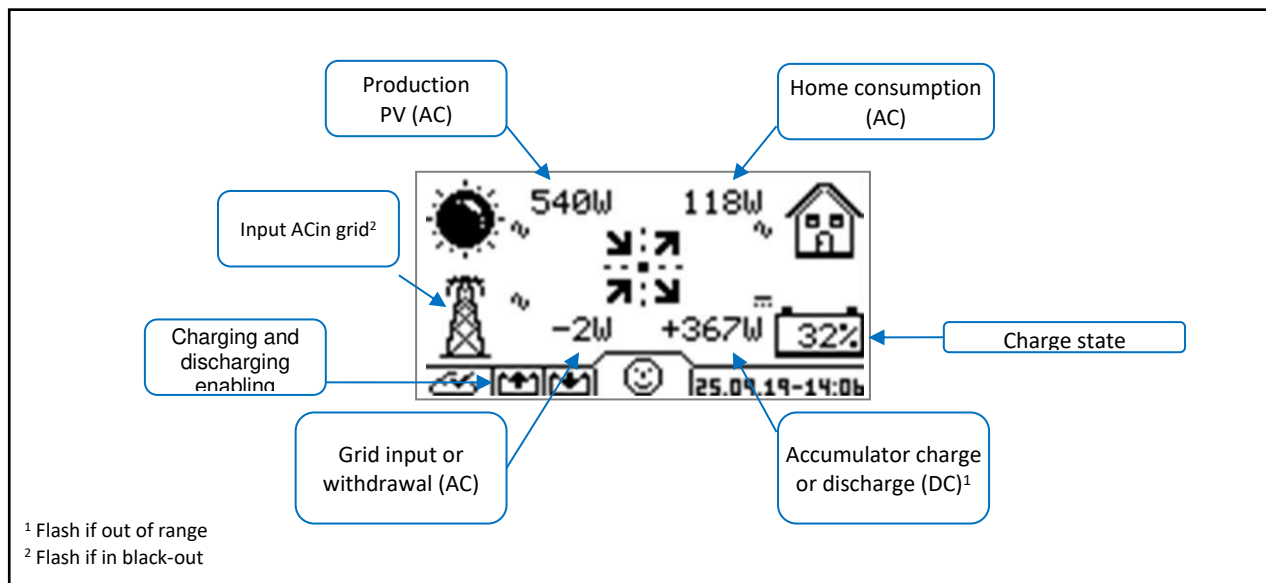 Production
PV (AC)
Home consumption
(AC)
540W
118W
Input ACin grid²
-2W
+367W
32%
Charging and
discharging
enabling
Charge state
25.09.19-14:06
Grid input or
withdrawal (AC)
Accumulator charge
or discharge (DC)¹
¹ Flash if out of range
² Flash if in black-out